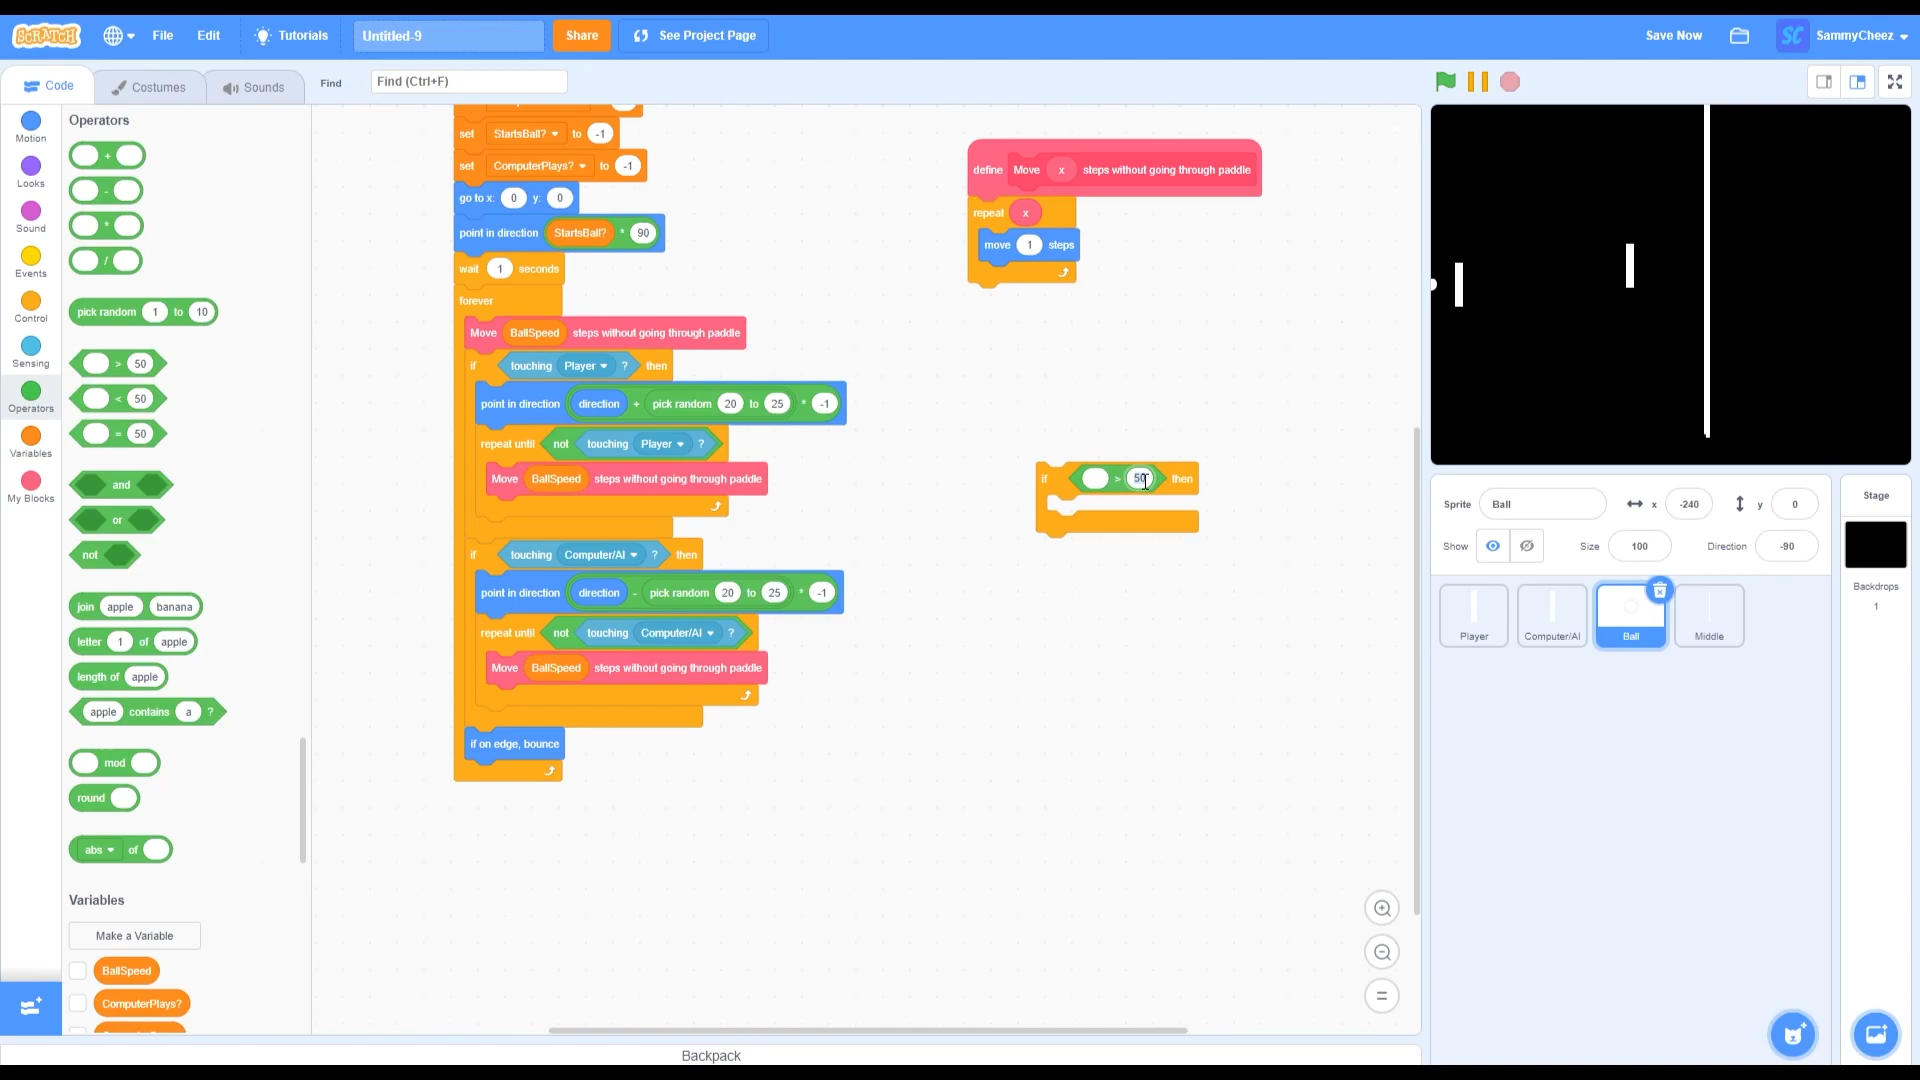 SCRATCH File Edit Tutorials Untitled-9 Share See Project Page Save Now SC SammyCheez
Code Costumes Sounds Find Find (Ctrl+F)
Motion
Looks
Sound
Events
Control
Sensing
Operators
Variables
My Blocks
Operators
+
-
*
/
pick random 1 to 10
> 50
< 50
= 50
and
or
not
join apple banana
letter 1 of apple
length of apple
apple contains a ?
mod
round
abs of
Variables
Make a Variable
BallSpeed
ComputerPlays?
set StartsBall? to -1
set ComputerPlays? to -1
go to x: 0 y: 0
point in direction StartsBall? * 90
wait 1 seconds
forever
Move BallSpeed steps without going through paddle
if touching Player ? then
point in direction direction + pick random 20 to 25 * -1
repeat until not touching Player ?
Move BallSpeed steps without going through paddle
if touching Computer/AI ? then
point in direction direction - pick random 20 to 25 * -1
repeat until not touching Computer/AI ?
Move BallSpeed steps without going through paddle
if on edge, bounce
define Move x steps without going through paddle
repeat x
move 1 steps
if > 50 then
Sprite Ball x -240 y 0
Show Size 100 Direction -90
Player Computer/AI Ball Middle
Stage
Backdrops
1
Backpack